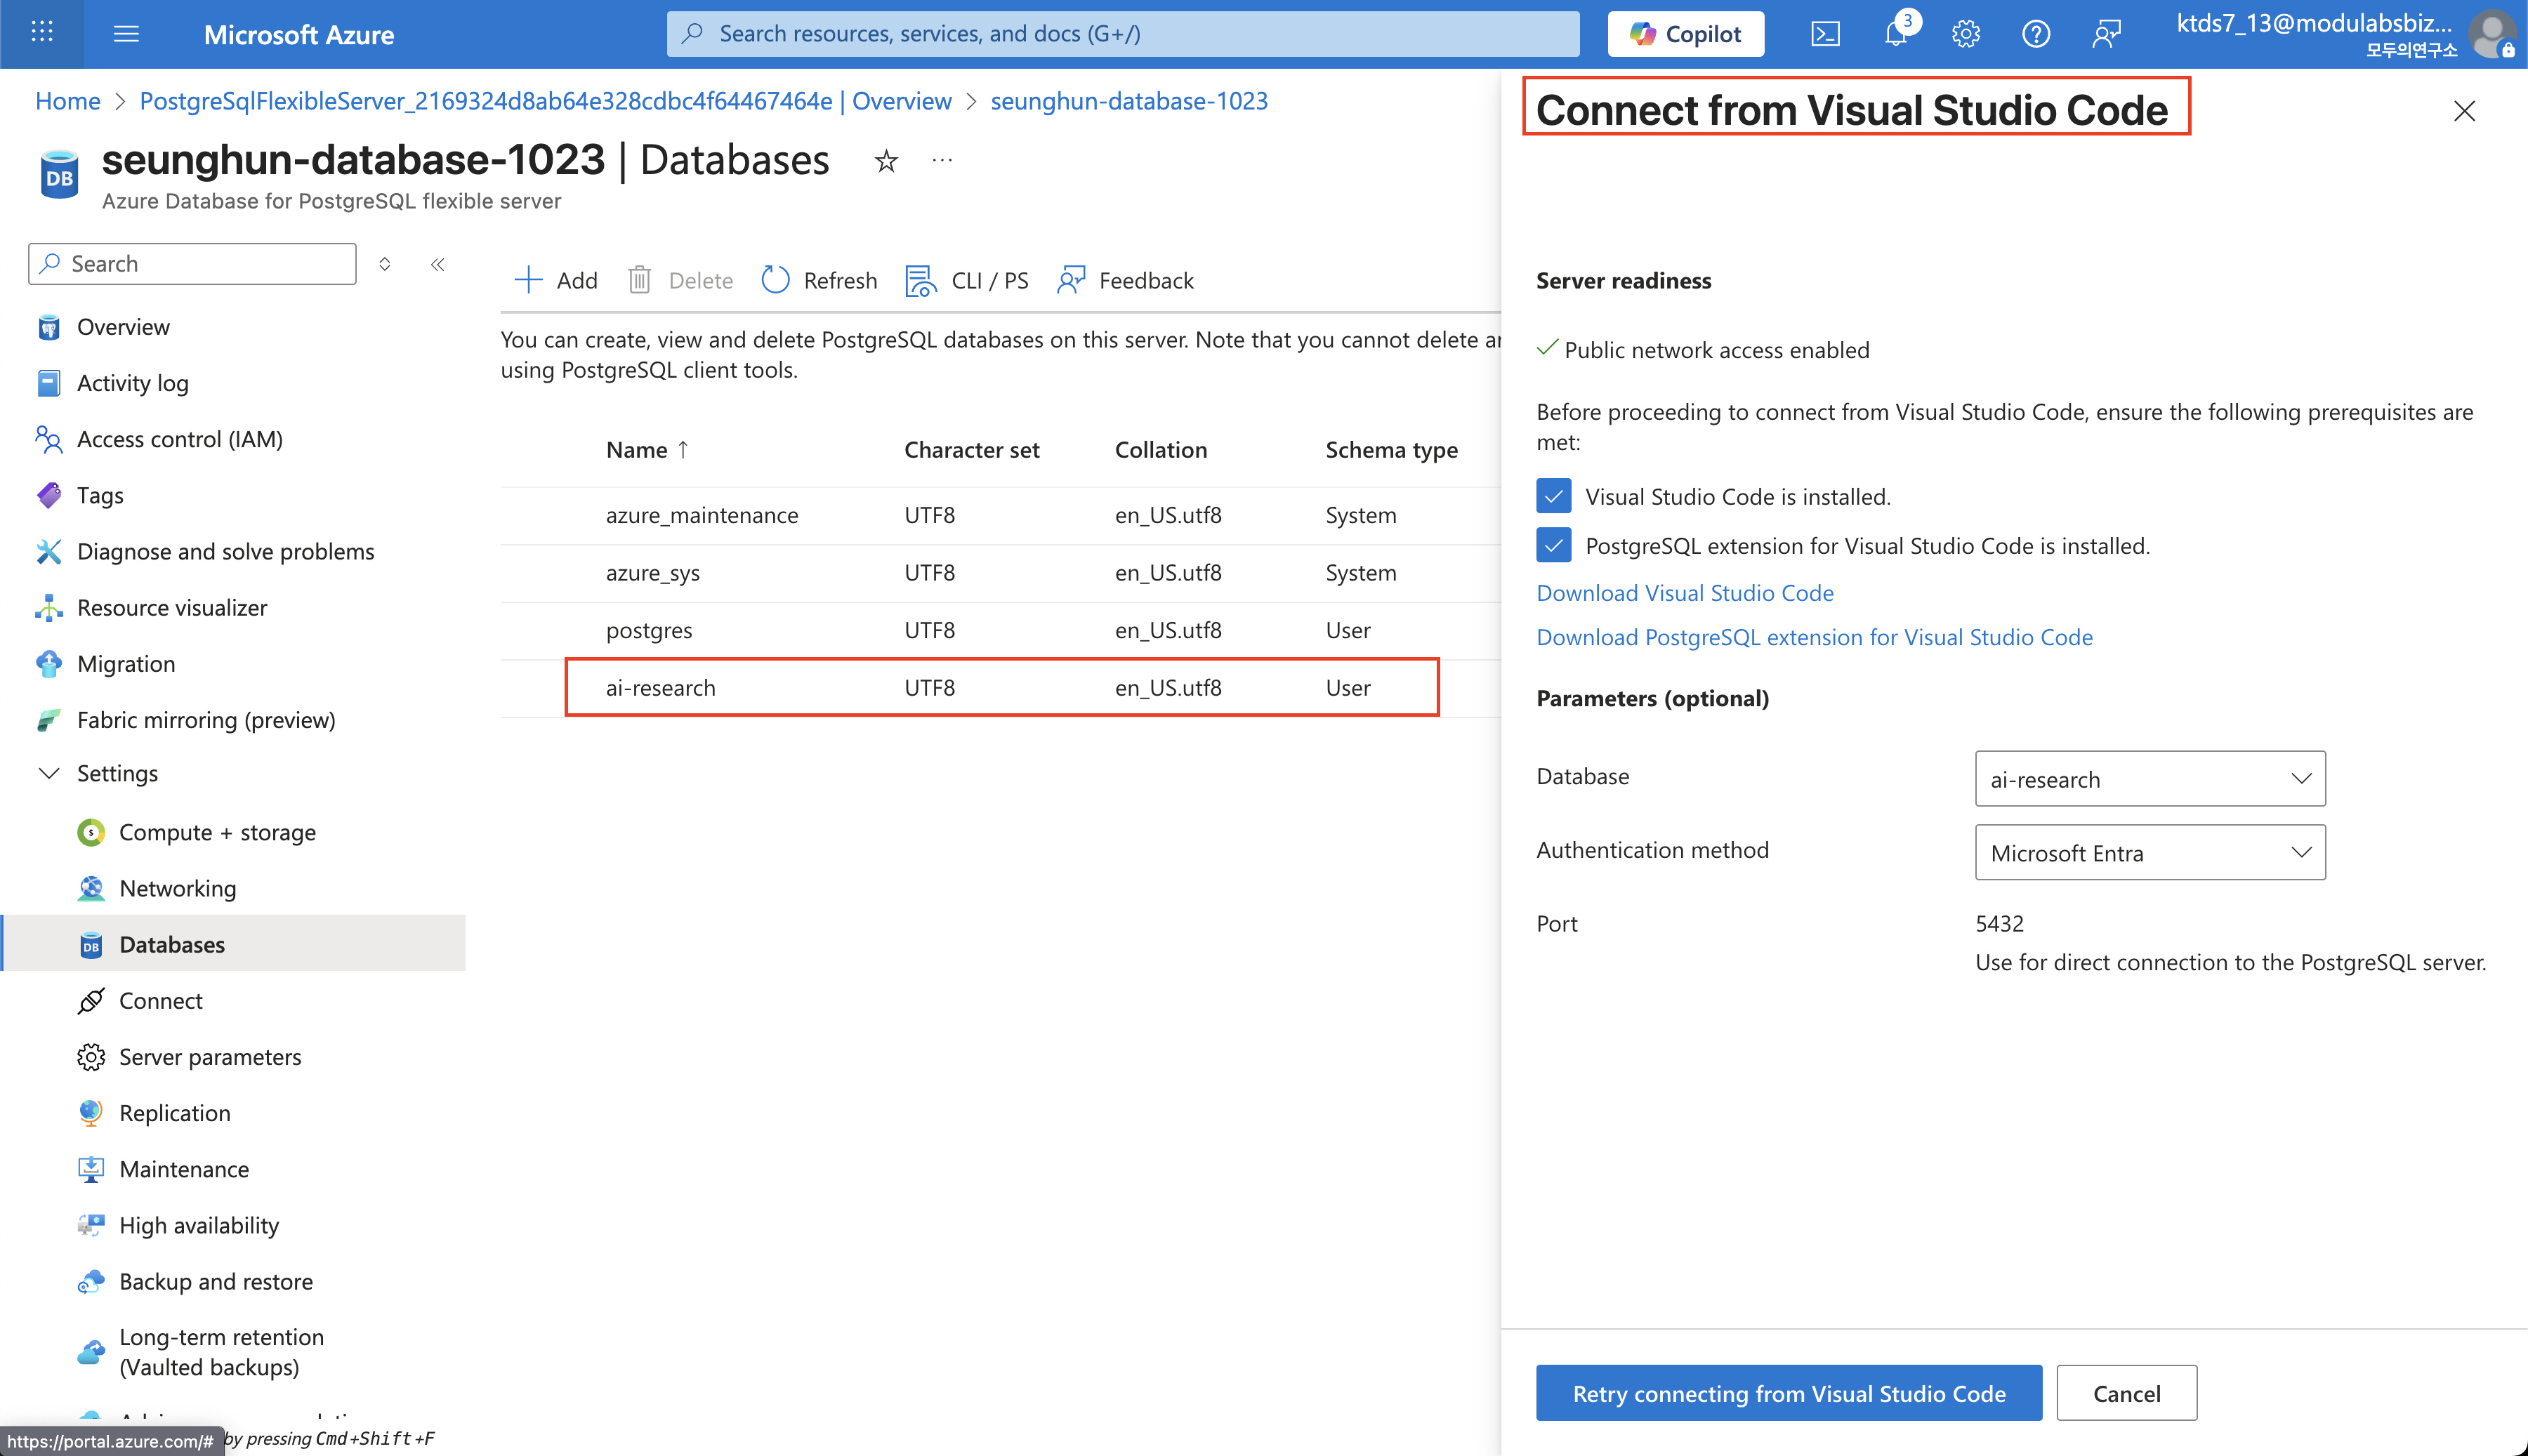 Microsoft Azure
Search resources, services, and docs (G+/)
Copilot
3
ktds7_13@modulabsbiz...
모두의연구소
Home > PostgreSqlFlexibleServer_2169324d8ab64e328cdbc4f64467464e | Overview > seunghun-database-1023
seunghun-database-1023 | Databases
Azure Database for PostgreSQL flexible server
Search
Overview
Activity log
Access control (IAM)
Tags
Diagnose and solve problems
Resource visualizer
Migration
Fabric mirroring (preview)
Settings
Compute + storage
Networking
Databases
Connect
Server parameters
Replication
Maintenance
High availability
Backup and restore
Long-term retention
(Vaulted backups)
https://portal.azure.com/#
by pressing Cmd+Shift+F
Add Delete Refresh CLI / PS Feedback
You can create, view and delete PostgreSQL databases on this server. Note that you cannot delete
using PostgreSQL client tools.
Name ↑ Character set Collation Schema type
azure_maintenance UTF8 en_US.utf8 System
azure_sys UTF8 en_US.utf8 System
postgres UTF8 en_US.utf8 User
ai-research UTF8 en_US.utf8 User
Connect from Visual Studio Code
Server readiness
Public network access enabled
Before proceeding to connect from Visual Studio Code, ensure the following prerequisites are
met:
Visual Studio Code is installed.
PostgreSQL extension for Visual Studio Code is installed.
Download Visual Studio Code
Download PostgreSQL extension for Visual Studio Code
Parameters (optional)
Database ai-research
Authentication method Microsoft Entra
Port 5432
Use for direct connection to the PostgreSQL server.
Retry connecting from Visual Studio Code
Cancel